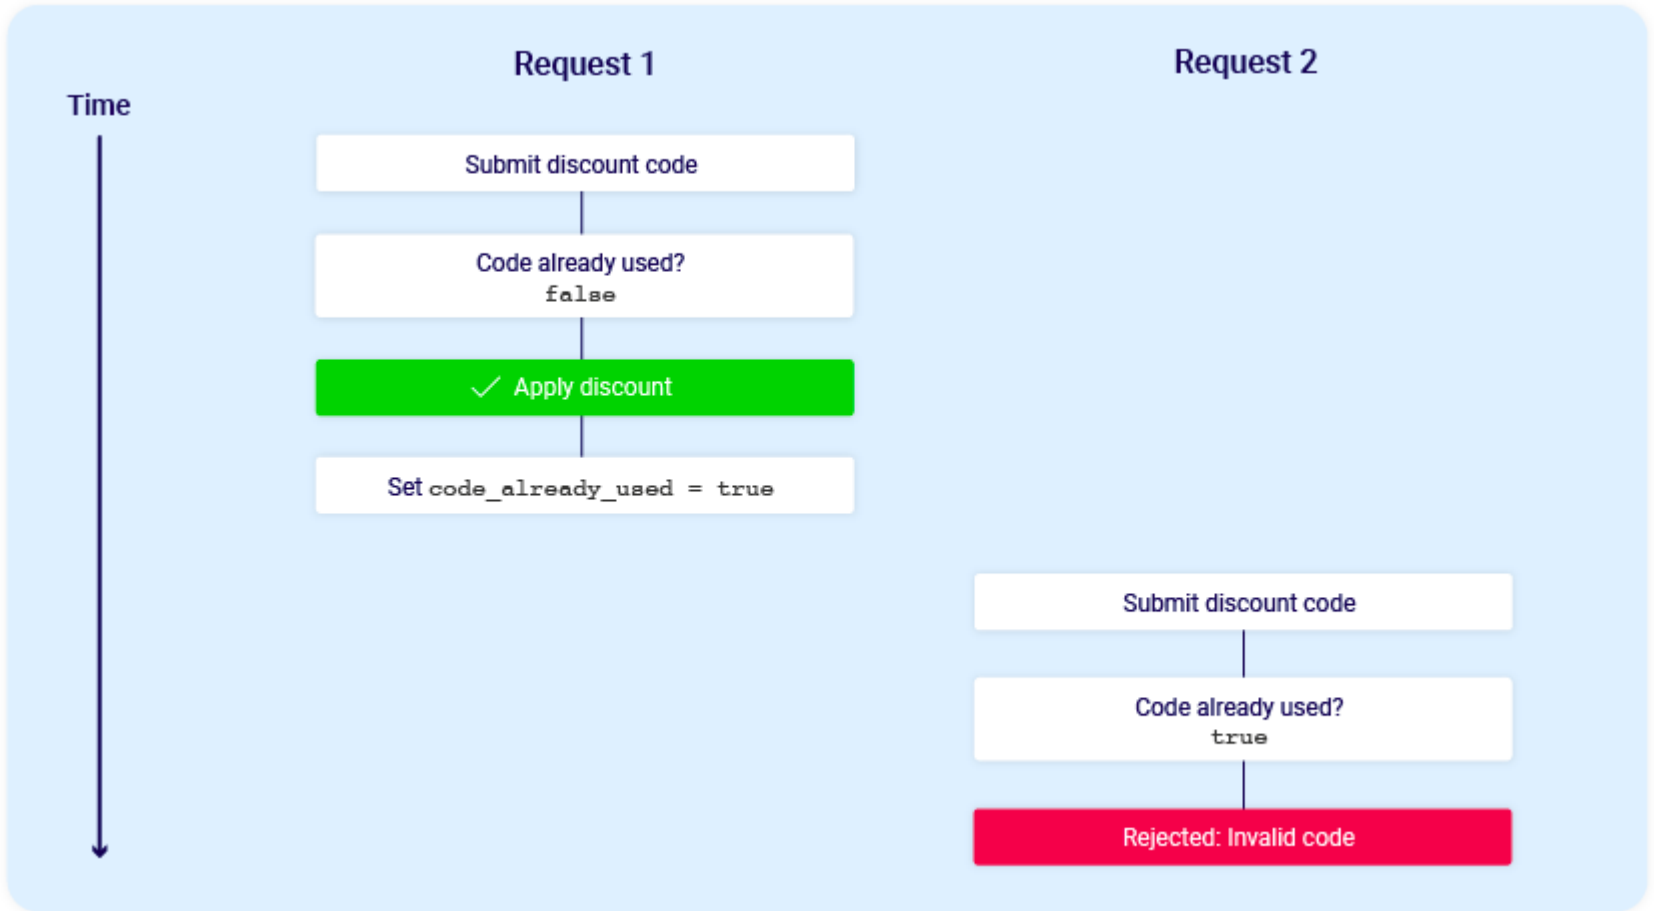 Request 1
Request 2
Time
Submit discount code
Code already used?
false
Apply discount
Set code_already_used = true
Submit discount code
Code already used?
true
Rejected: Invalid code